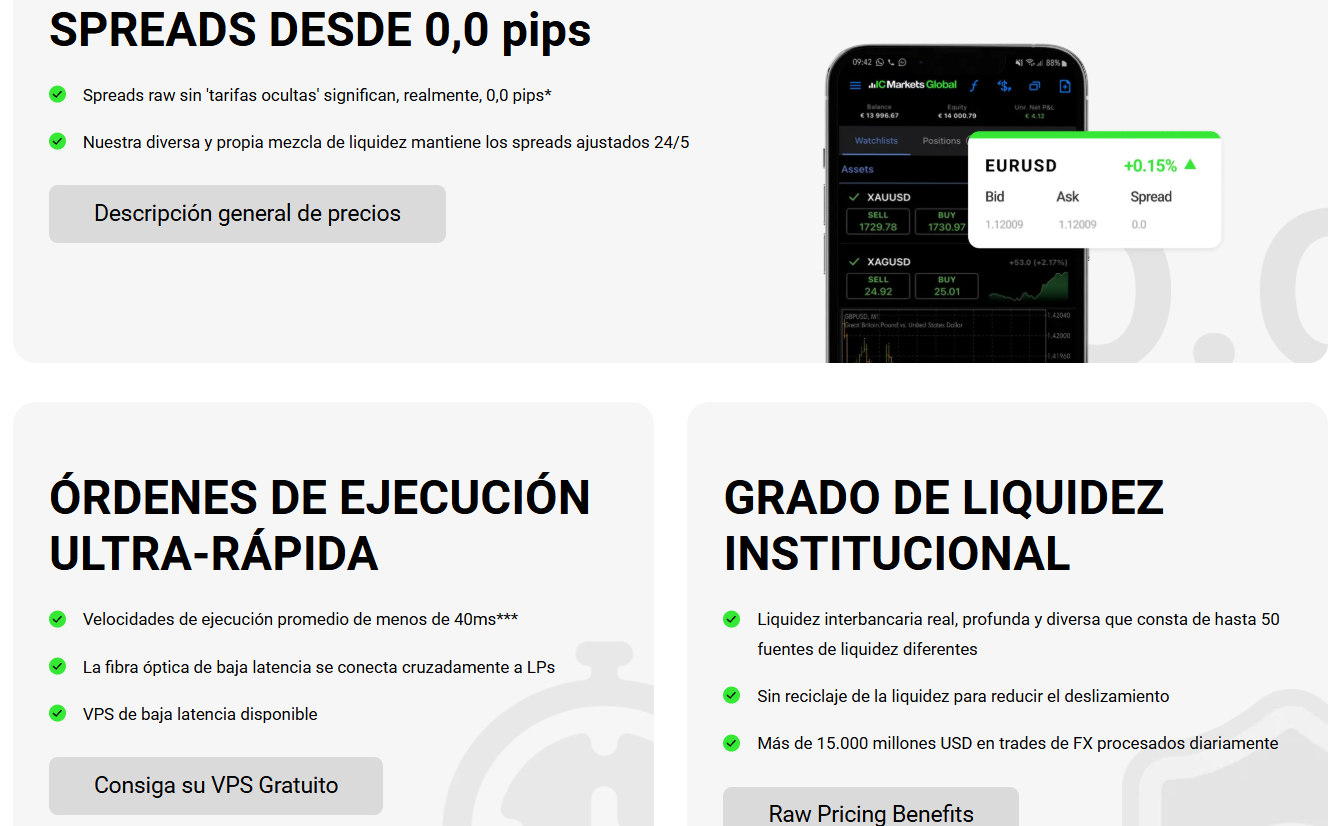 SPREADS DESDE 0,0 pips
Spreads raw sin 'tarifas ocultas' significan, realmente, 0,0 pips*
Nuestra diversa y propia mezcla de liquidez mantiene los spreads ajustados 24/5
Descripción general de precios
09:42 88%
IC Markets Global
Balance Equity Unr. Net P&L
€ 13 996.67 € 14 000.79 € 4.12
Watchlists Positions
Assets
XAUUSD
SELL BUY
1729.78 1730.97
EURUSD +0.15%
Bid Ask Spread
1.12009 1.12009 0.0
XAGUSD +53.0 (+2.17%)
SELL BUY
24.92 25.01
GBPUSD, M1
Great Britain Pound vs. United States Dollar
1.42040
1.42000
1.41960
0.0
ÓRDENES DE EJECUCIÓN
ULTRA-RÁPIDA
Velocidades de ejecución promedio de menos de 40ms***
La fibra óptica de baja latencia se conecta cruzadamente a LPs
VPS de baja latencia disponible
Consiga su VPS Gratuito
GRADO DE LIQUIDEZ
INSTITUCIONAL
Liquidez interbancaria real, profunda y diversa que consta de hasta 50
fuentes de liquidez diferentes
Sin reciclaje de la liquidez para reducir el deslizamiento
Más de 15.000 millones USD en trades de FX procesados diariamente
Raw Pricing Benefits